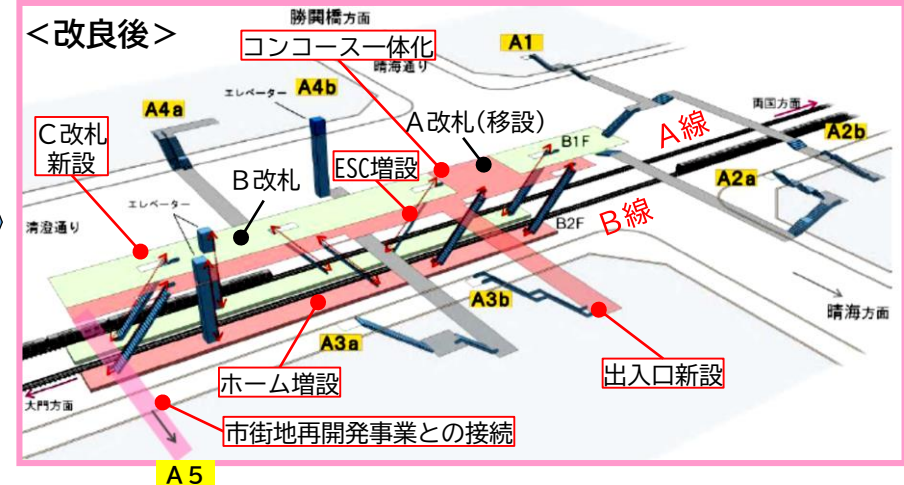 <改良後>
勝鬨橋方面
コンコース一体化
晴海通り
A1
エレベーター
A4b
A4a
両国方面
A改札(移設)
A線
B1F
A2b
C改札
新設
ESC増設
B改札
A2a
エレベーター
B線
B2F
清澄通り
A3b
晴海方面
A3a
ホーム増設
出入口新設
大門方面
市街地再開発事業との接続
A5